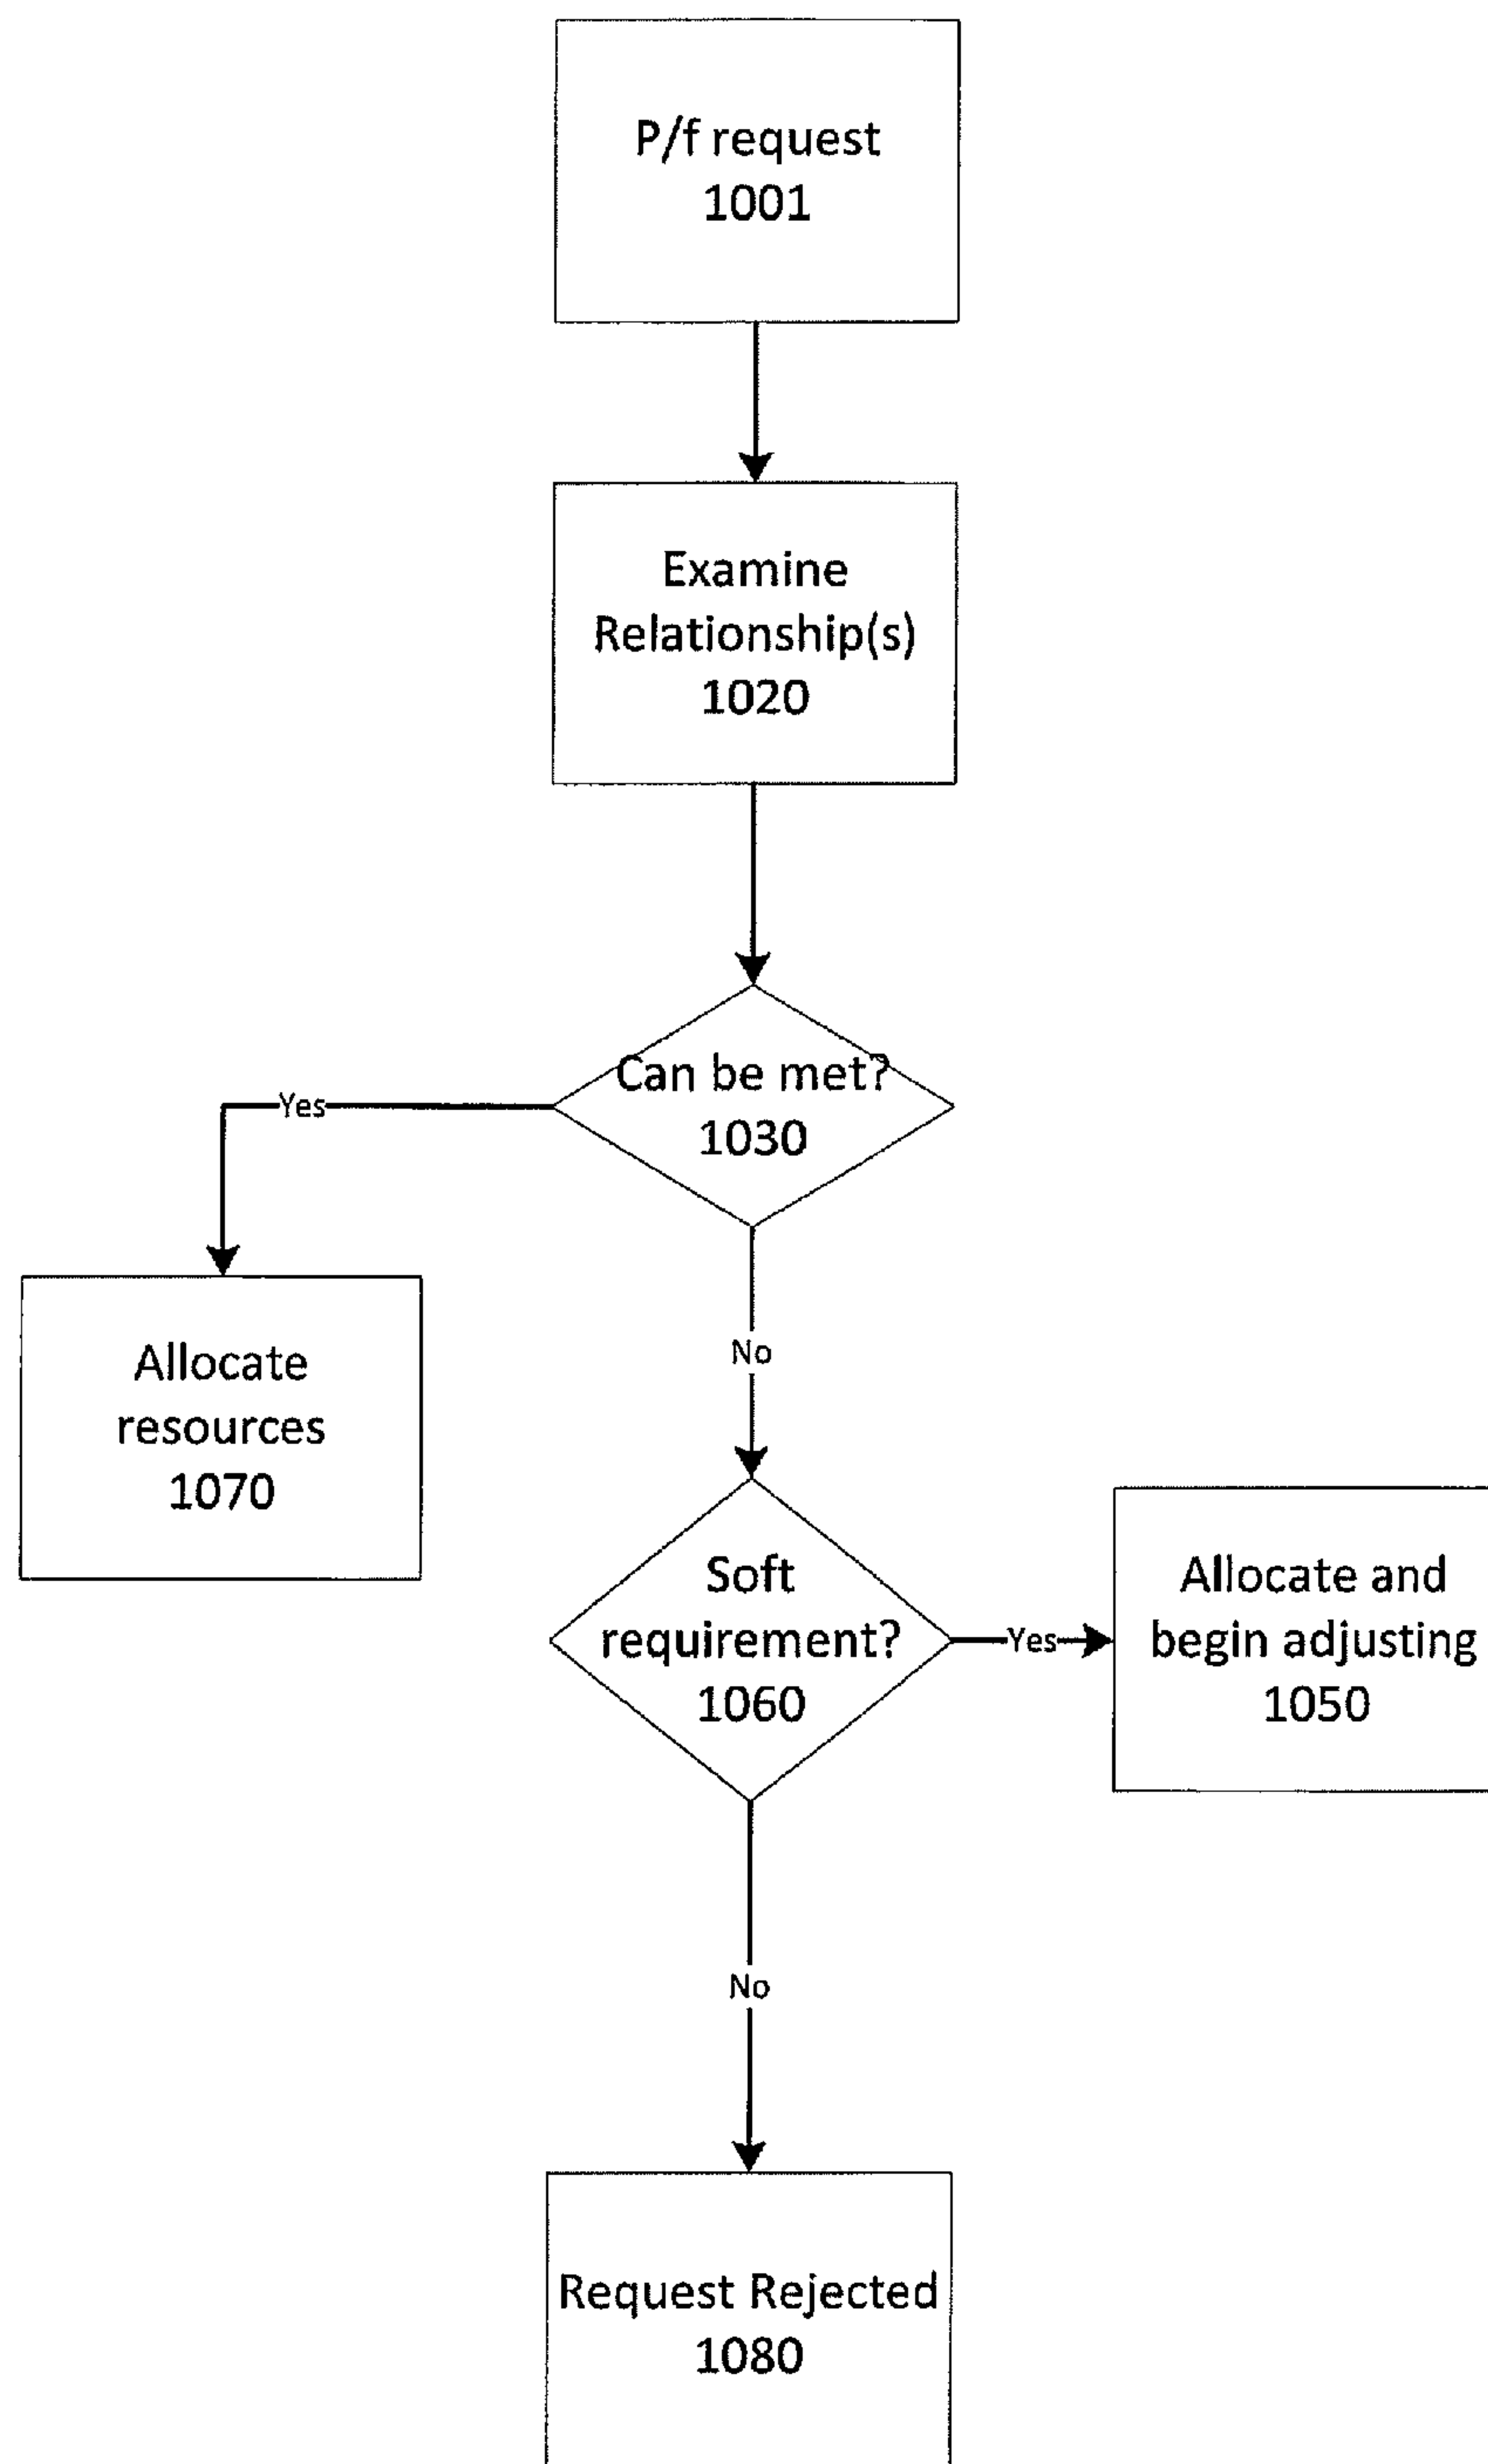 P/f request
1001
Examine
Relationship(s)
1020
Can be met?
1030
Yes
No
Allocate
resources
1070
Soft
requirement?
1060
Yes
Allocate and
begin adjusting
1050
No
Request Rejected
1080